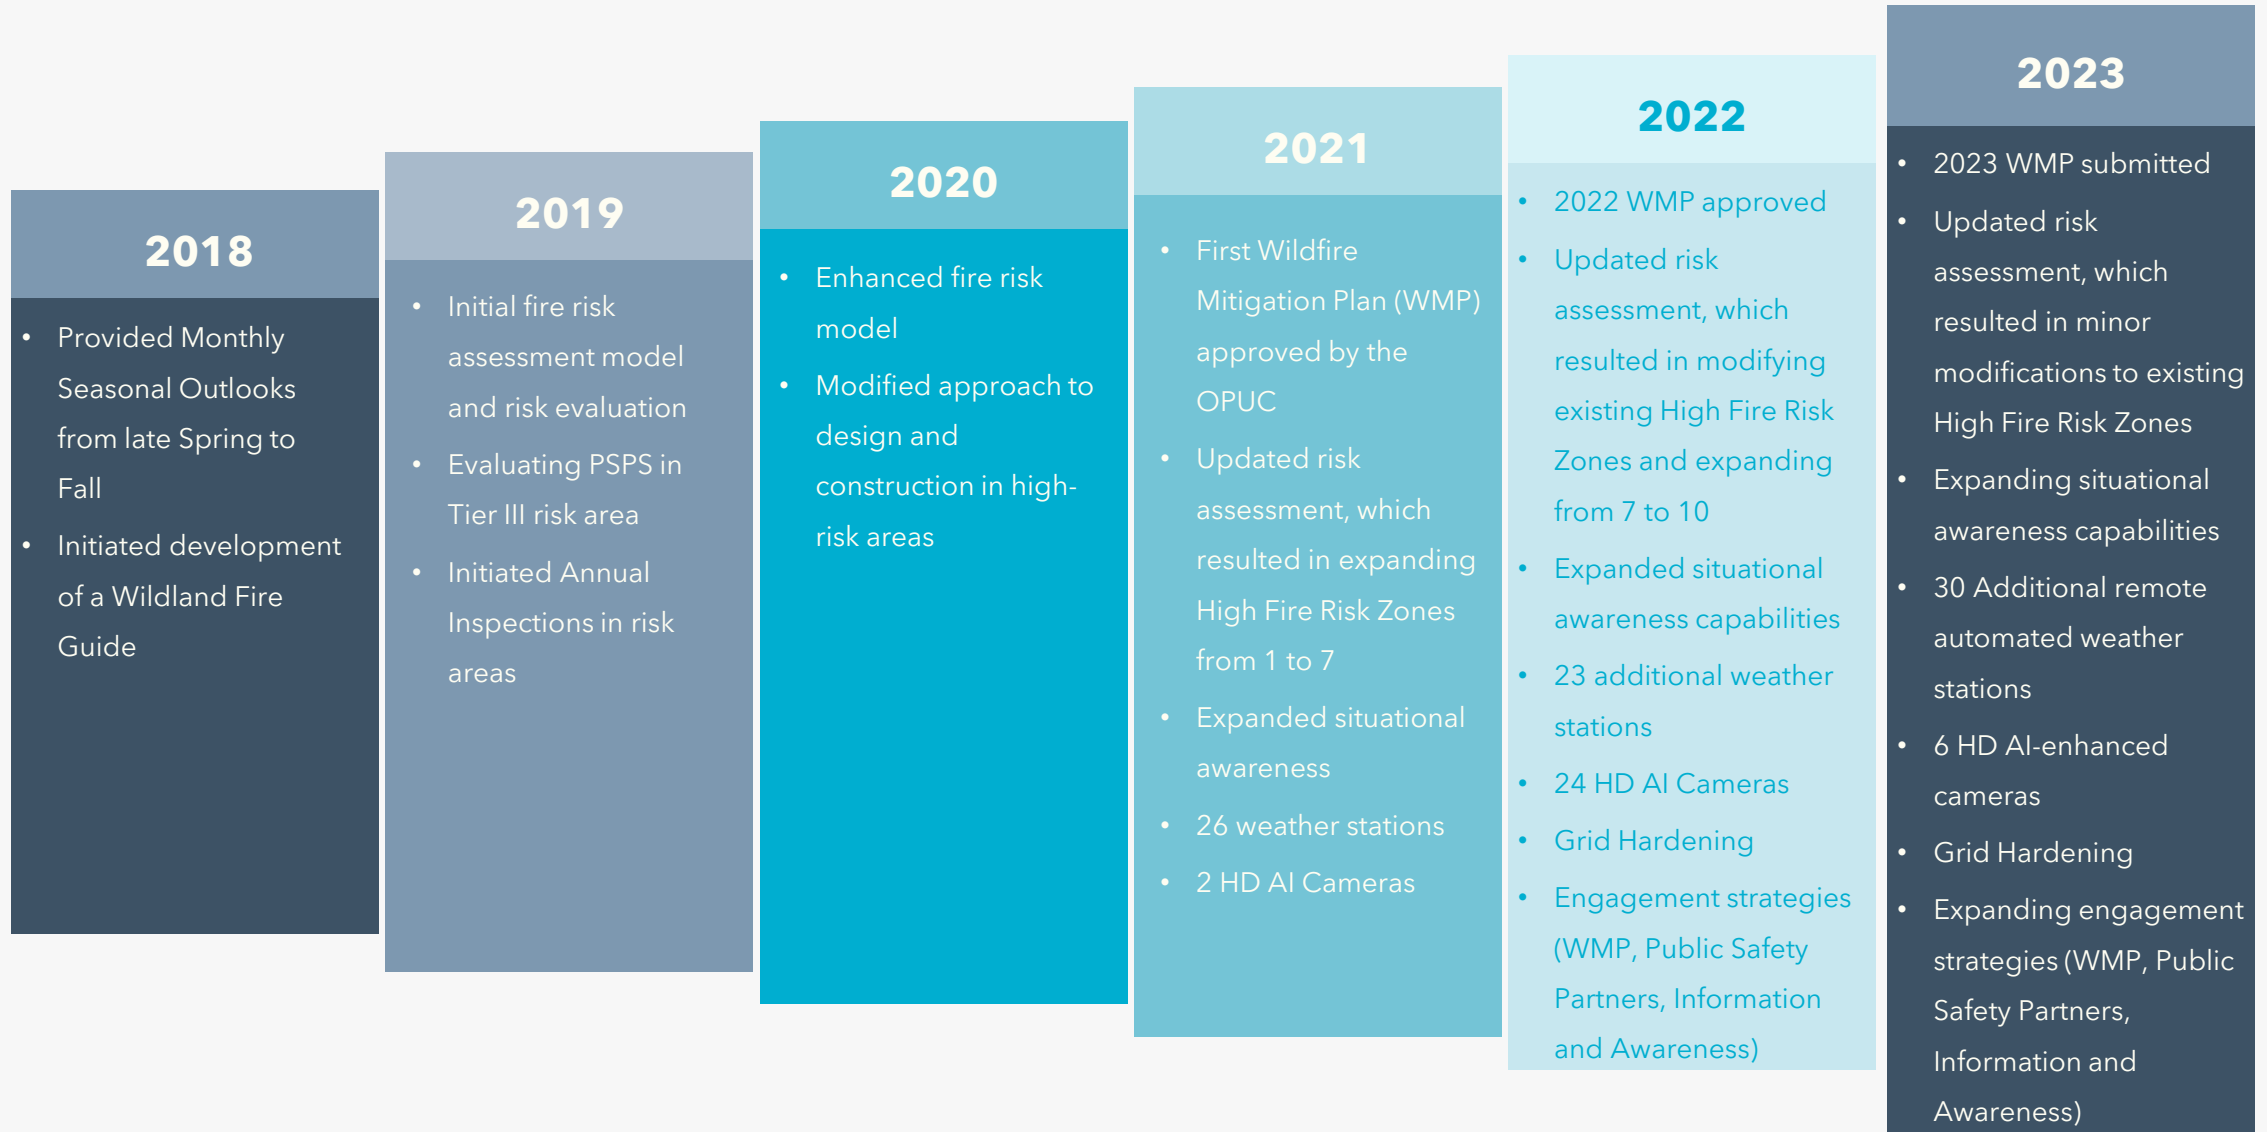 2018
• Provided Monthly
Seasonal Outlooks
from late Spring to
Fall
• Initiated development
of a Wildland Fire
Guide
2019
• Initial fire risk
assessment model
and risk evaluation
• Evaluating PSPS in
Tier III risk area
• Initiated Annual
Inspections in risk
areas
2020
• Enhanced fire risk
model
• Modified approach to
design and
construction in high-
risk areas
2021
• First Wildfire
Mitigation Plan (WMP)
approved by the
OPUC
• Updated risk
assessment, which
resulted in expanding
High Fire Risk Zones
from 1 to 7
• Expanded situational
awareness
• 26 weather stations
• 2 HD AI Cameras
2022
• 2022 WMP approved
• Updated risk
assessment, which
resulted in modifying
existing High Fire Risk
Zones and expanding
from 7 to 10
• Expanded situational
awareness capabilities
• 23 additional weather
stations
• 24 HD AI Cameras
• Grid Hardening
• Engagement strategies
(WMP, Public Safety
Partners, Information
and Awareness)
2023
• 2023 WMP submitted
• Updated risk
assessment, which
resulted in minor
modifications to existing
High Fire Risk Zones
• Expanding situational
awareness capabilities
• 30 Additional remote
automated weather
stations
• 6 HD AI-enhanced
cameras
• Grid Hardening
• Expanding engagement
strategies (WMP, Public
Safety Partners,
Information and
Awareness)